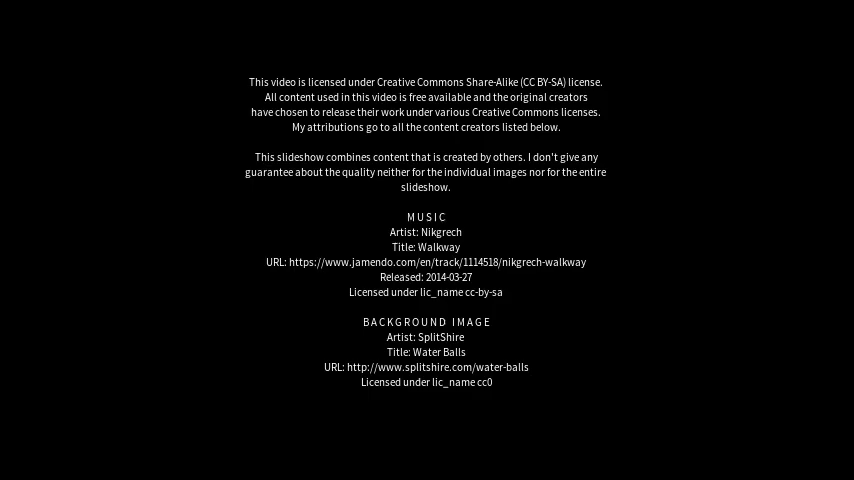 This video is licensed under Creative Commons Share-Alike (CC BY-SA) license.
All content used in this video is free available and the original creators
have chosen to release their work under various Creative Commons licenses.
My attributions go to all the content creators listed below.
This slideshow combines content that is created by others. I don't give any
guarantee about the quality neither for the individual images nor for the entire
slideshow.
MUSIC
Artist: Nikgrech
Title: Walkway
URL: https://www.jamendo.com/en/track/1114518/nikgrech-walkway
Released: 2014-03-27
Licensed under lic_name cc-by-sa
BACKGROUND IMAGE
Artist: SplitShire
Title: Water Balls
URL: http://www.splitshire.com/water-balls
Licensed under lic_name cc0